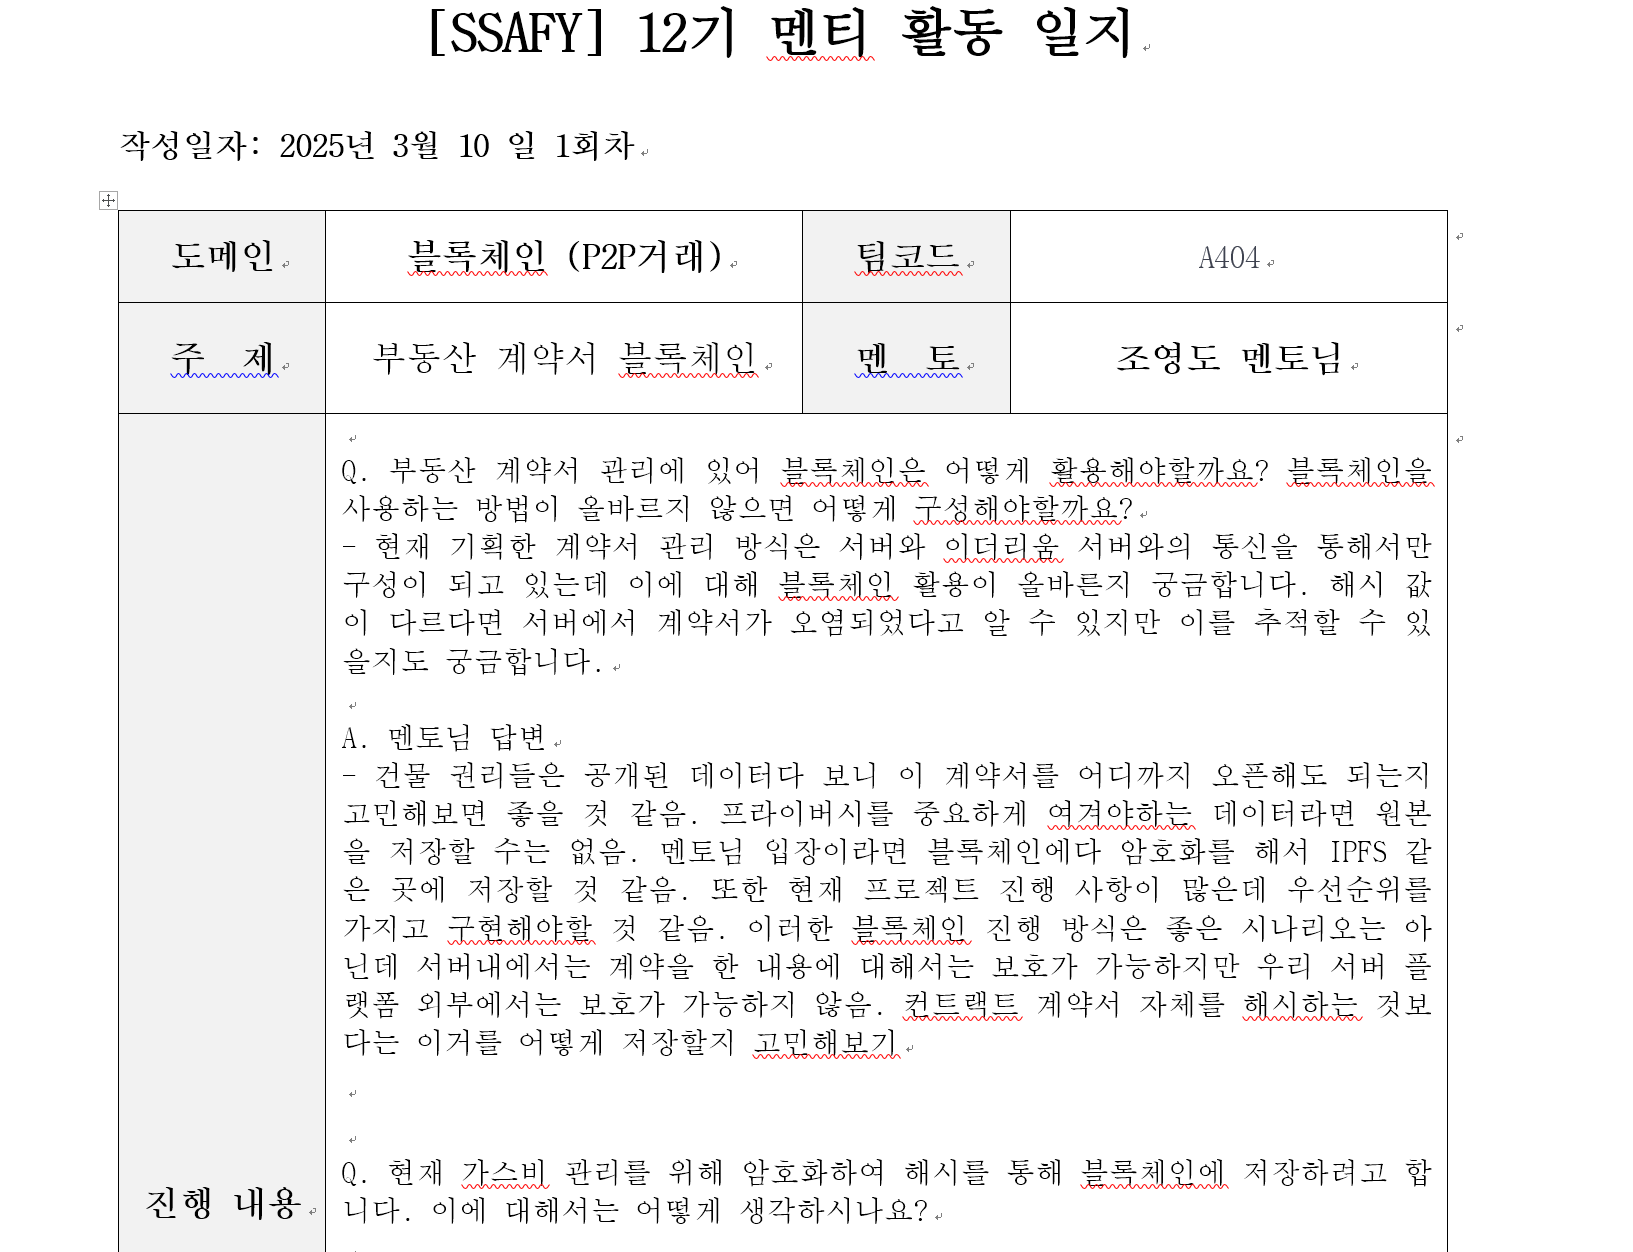 [SSAFY] 12기 멘티 활동 일지
작성일자: 2025년 3월 10 일 1회차
도메인 블록체인 (P2P거래) 팀코드 A404
주 제 부동산 계약서 블록체인 멘 토 조영도 멘토님
Q. 부동산 계약서 관리에 있어 블록체인은 어떻게 활용해야할까요? 블록체인을
사용하는 방법이 올바르지 않으면 어떻게 구성해야할까요?
- 현재 기획한 계약서 관리 방식은 서버와 이더리움 서버와의 통신을 통해서만
구성이 되고 있는데 이에 대해 블록체인 활용이 올바른지 궁금합니다. 해시 값
이 다르다면 서버에서 계약서가 오염되었다고 알 수 있지만 이를 추적할 수 있
을지도 궁금합니다.
A. 멘토님 답변
- 건물 권리들은 공개된 데이터다 보니 이 계약서를 어디까지 오픈해도 되는지
고민해보면 좋을 것 같음. 프라이버시를 중요하게 여겨야하는 데이터라면 원본
을 저장할 수는 없음. 멘토님 입장이라면 블록체인에다 암호화를 해서 IPFS 같
은 곳에 저장할 것 같음. 또한 현재 프로젝트 진행 사항이 많은데 우선순위를
가지고 구현해야할 것 같음. 이러한 블록체인 진행 방식은 좋은 시나리오는 아
닌데 서버내에서는 계약을 한 내용에 대해서는 보호가 가능하지만 우리 서버 플
랫폼 외부에서는 보호가 가능하지 않음. 컨트랙트 계약서 자체를 해시하는 것보
다는 이거를 어떻게 저장할지 고민해보기
Q. 현재 가스비 관리를 위해 암호화하여 해시를 통해 블록체인에 저장하려고 합
니다. 이에 대해서는 어떻게 생각하시나요?
진행 내용